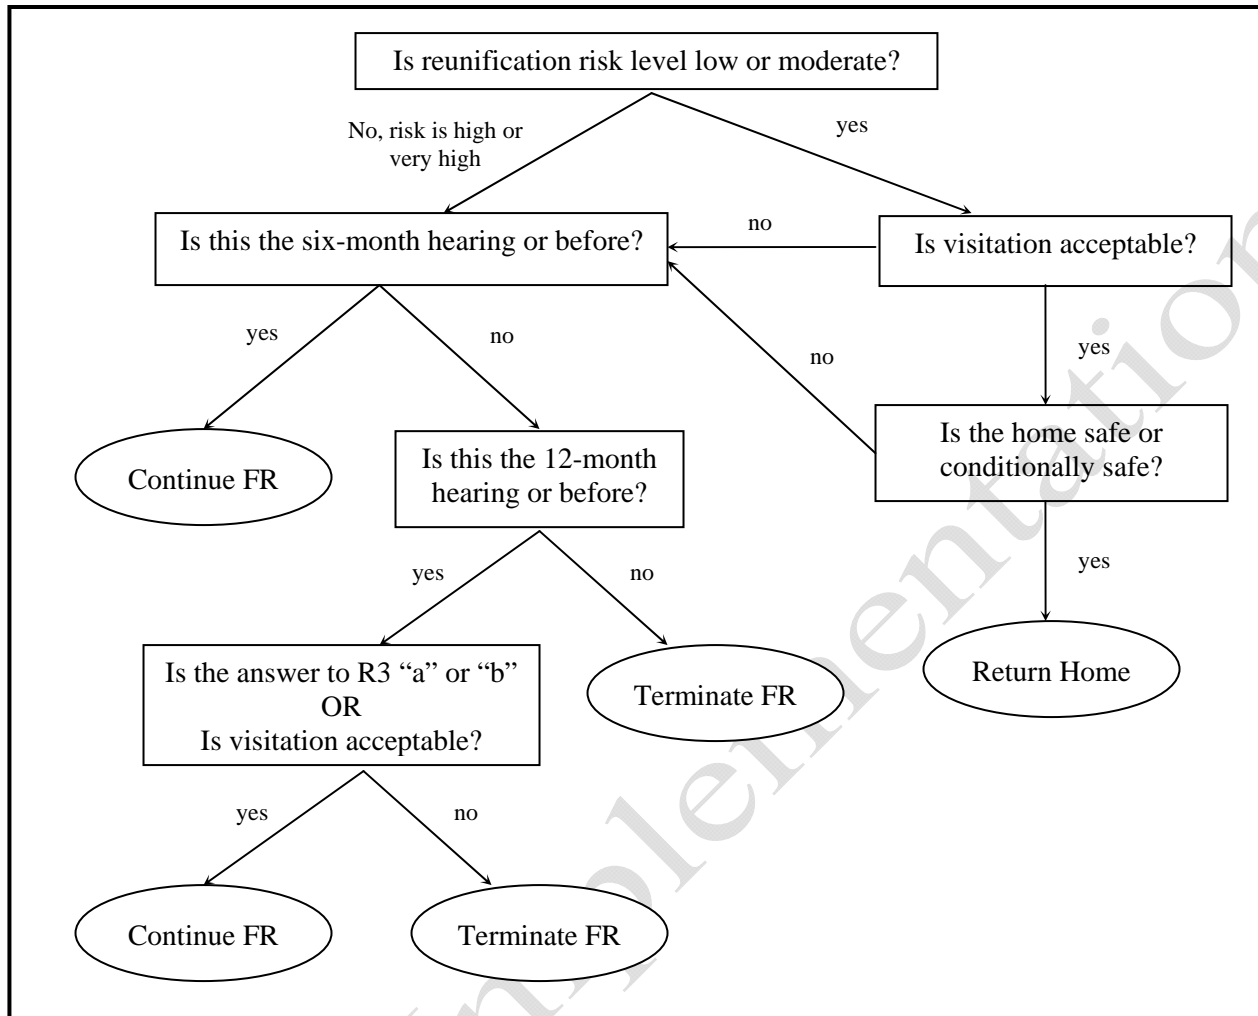 Is reunification risk level low or moderate?
No, risk is high or
very high
yes
Is this the six-month hearing or before?
no
Is visitation acceptable?
yes
no
no
yes
Continue FR
Is this the 12-month
hearing or before?
Is the home safe or
conditionally safe?
yes
no
yes
Is the answer to R3 “a” or “b”
OR
Is visitation acceptable?
Terminate FR
Return Home
yes
no
Continue FR
Terminate FR
Implementation